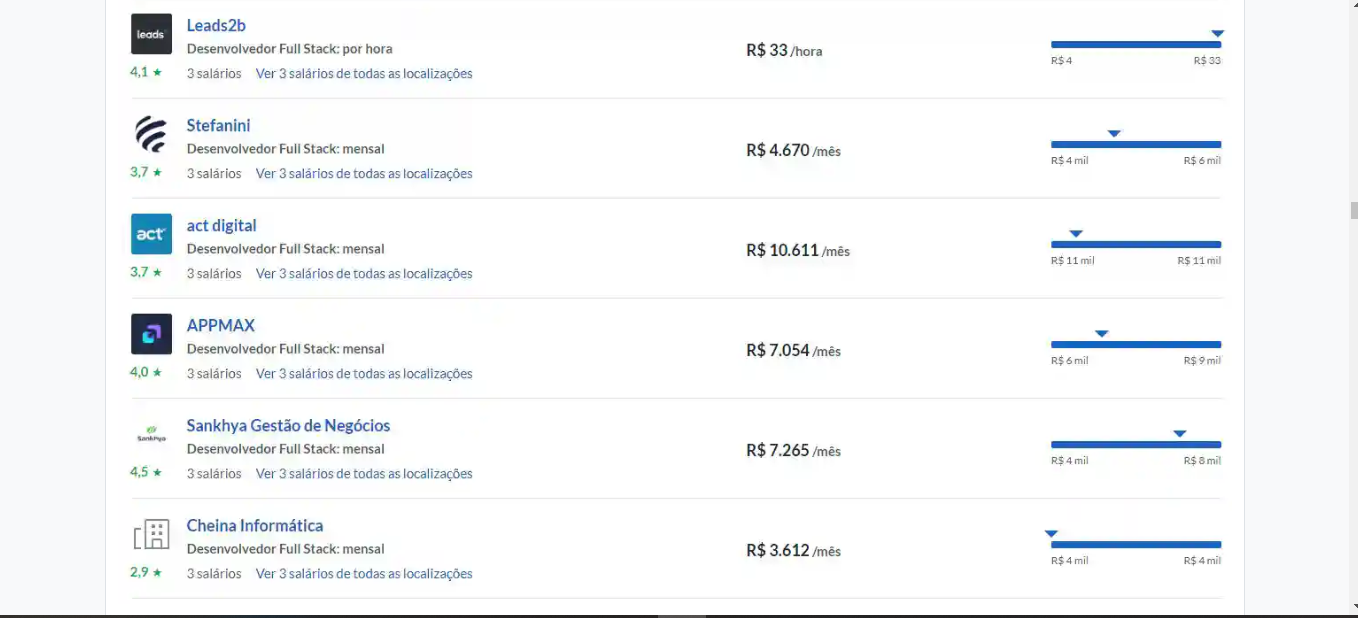 leads
Leads2b
Desenvolvedor Full Stack: por hora
4,1 ★ 3 salários Ver 3 salários de todas as localizações
R$ 33 /hora
R$ 4 R$ 33
Stefanini
Desenvolvedor Full Stack: mensal
3,7 ★ 3 salários Ver 3 salários de todas as localizações
R$ 4.670 /mês
R$ 4 mil R$ 6 mil
act
act digital
Desenvolvedor Full Stack: mensal
3,7 ★ 3 salários Ver 3 salários de todas as localizações
R$ 10.611 /mês
R$ 11 mil R$ 11 mil
APPMAX
Desenvolvedor Full Stack: mensal
4,0 ★ 3 salários Ver 3 salários de todas as localizações
R$ 7.054 /mês
R$ 6 mil R$ 9 mil
Sankhya
Sankhya Gestão de Negócios
Desenvolvedor Full Stack: mensal
4,5 ★ 3 salários Ver 3 salários de todas as localizações
R$ 7.265 /mês
R$ 4 mil R$ 8 mil
Cheina Informática
Desenvolvedor Full Stack: mensal
2,9 ★ 3 salários Ver 3 salários de todas as localizações
R$ 3.612 /mês
R$ 4 mil R$ 4 mil